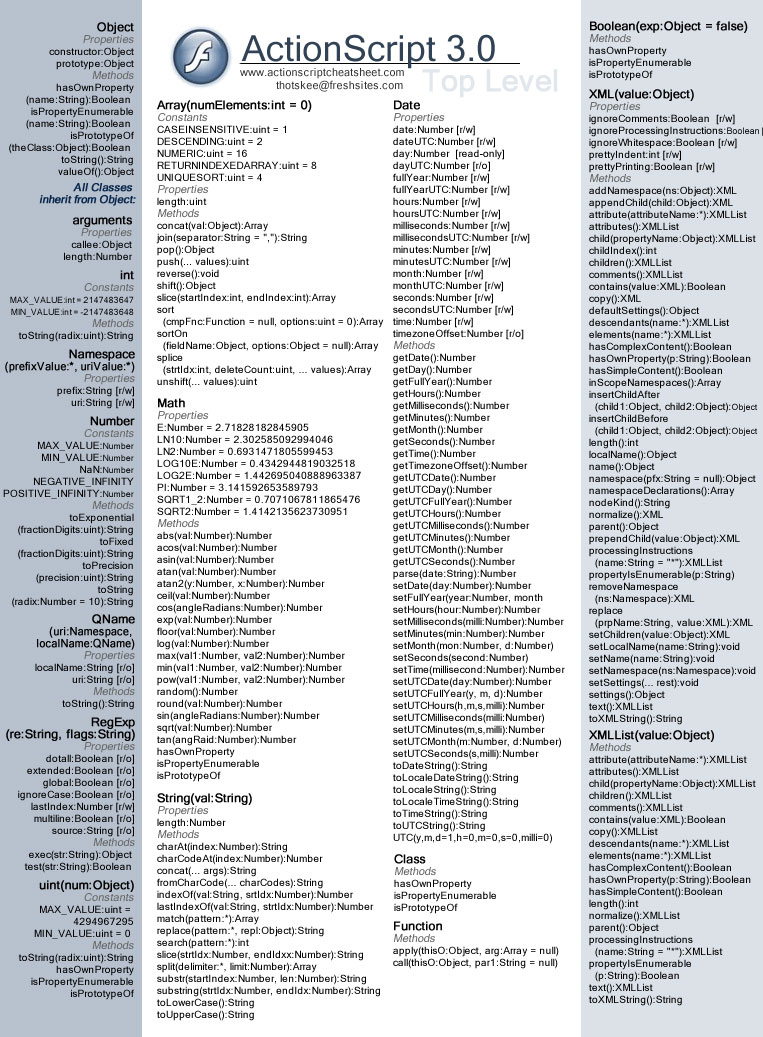 Object
Properties
constructor:Object
prototype:Object
Methods
hasOwnProperty
(name:String):Boolean
isPropertyEnumerable
(name:String):Boolean
isPrototypeOf
(theClass:Object):Boolean
toString():String
valueOf():Object
All Classes
inherit from Object:
arguments
Properties
callee:Object
length:Number
int
Constants
MAX_VALUE:int = 2147483647
MIN_VALUE:int = -2147483648
Methods
toString(radix:uint):String
Namespace
(prefixValue:*, uriValue:*)
Properties
prefix:String [r/w]
uri:String [r/w]
Number
Constants
MAX_VALUE:Number
MIN_VALUE:Number
NaN:Number
NEGATIVE_INFINITY
POSITIVE_INFINITY:Number
Methods
toExponential
(fractionDigits:uint):String
toFixed
(fractionDigits:uint):String
toPrecision
(precision:uint):String
toString
(radix:Number = 10):String
QName
(uri:Namespace,
localName:QName)
Properties
localName:String [r/o]
uri:String [r/o]
Methods
toString():String
RegExp
(re:String, flags:String)
Properties
dotall:Boolean [r/o]
extended:Boolean [r/o]
global:Boolean [r/o]
ignoreCase:Boolean [r/o]
lastIndex:Number [r/w]
multiline:Boolean [r/o]
source:String [r/o]
Methods
exec(str:String):Object
test(str:String):Boolean
uint(num:Object)
Constants
MAX_VALUE:uint =
4294967295
MIN_VALUE:uint = 0
Methods
toString(radix:uint):String
hasOwnProperty
isPropertyEnumerable
isPrototypeOf
ActionScript 3.0
www.actionscriptcheatsheet.com
thotskee@freshsites.com
Top Level
Array(numElements:int = 0)
Constants
CASEINSENSITIVE:uint = 1
DESCENDING:uint = 2
NUMERIC:uint = 16
RETURNINDEXEDARRAY:uint = 8
UNIQUESORT:uint = 4
Properties
length:uint
Methods
concat(val:Object):Array
join(separator:String = ","):String
pop():Object
push(... values):uint
reverse():void
shift():Object
slice(startIndex:int, endIndex:int):Array
sort
(cmpFnc:Function = null, options:uint = 0):Array
sortOn
(fieldName:Object, options:Object = null):Array
splice
(strtIdx:int, deleteCount:uint, ... values):Array
unshift(... values):uint
Math
Properties
E:Number = 2.71828182845905
LN10:Number = 2.302585092994046
LN2:Number = 0.6931471805599453
LOG10E:Number = 0.4342944819032518
LOG2E:Number = 1.442695040888963387
PI:Number = 3.141592653589793
SQRT1_2:Number = 0.7071067811865476
SQRT2:Number = 1.4142135623730951
Methods
abs(val:Number):Number
acos(val:Number):Number
asin(val:Number):Number
atan(val:Number):Number
atan2(y:Number, x:Number):Number
ceil(val:Number):Number
cos(angleRadians:Number):Number
exp(val:Number):Number
floor(val:Number):Number
log(val:Number):Number
max(val1:Number, val2:Number):Number
min(val1:Number, val2:Number):Number
pow(val1:Number, val2:Number):Number
random():Number
round(val:Number):Number
sin(angleRadians:Number):Number
sqrt(val:Number):Number
tan(angRaid:Number):Number
hasOwnProperty
isPropertyEnumerable
isPrototypeOf
String(val:String)
Properties
length:Number
Methods
charAt(index:Number):String
charCodeAt(index:Number):Number
concat(... args):String
fromCharCode(... charCodes):String
indexOf(val:String, srtIdx:Number):Number
lastIndexOf(val:String, strtIdx:Number):Number
match(pattern:*):Array
replace(pattern:*, repl:Object):String
search(pattern:*):int
slice(strtIdx:Number, endIdxx:Number):String
split(delimiter:*, limit:Number):Array
substr(startIndex:Number, len:Number):String
substring(strtIdx:Number, endIdx:Number):String
toLowerCase():String
toUpperCase():String
Date
Properties
date:Number [r/w]
dateUTC:Number [r/w]
day:Number [read-only]
dayUTC:Number [r/o]
fullYear:Number [r/w]
fullYearUTC:Number [r/w]
hours:Number [r/w]
hoursUTC:Number [r/w]
milliseconds:Number [r/w]
millisecondsUTC:Number [r/w]
minutes:Number [r/w]
minutesUTC:Number [r/w]
month:Number [r/w]
monthUTC:Number [r/w]
seconds:Number [r/w]
secondsUTC:Number [r/w]
time:Number [r/w]
timezoneOffset:Number [r/o]
Methods
getDate():Number
getDay():Number
getFullYear():Number
getHours():Number
getMilliseconds():Number
getMinutes():Number
getMonth():Number
getSeconds():Number
getTime():Number
getTimezoneOffset():Number
getUTCDate():Number
getUTCDay():Number
getUTCFullYear():Number
getUTCHours():Number
getUTCMilliseconds():Number
getUTCMinutes():Number
getUTCMonth():Number
getUTCSeconds():Number
parse(date:String):Number
setDate(day:Number):Number
setFullYear(year:Number, month
setHours(hour:Number):Number
setMilliseconds(milli:Number):Number
setMinutes(min:Number):Number
setMonth(mon:Number, d:Number)
setSeconds(second:Number)
setTime(millisecond:Number):Number
setUTCDate(day:Number):Number
setUTCFullYear(y, m, d):Number
setUTCHours(h,m,s,milli):Number
setUTCMilliseconds(milli:Number)
setUTCMinutes(m,s,milli):Number
setUTCMonth(m:Number, d:Number)
setUTCSeconds(s,milli):Number
toDateString():String
toLocaleDateString():String
toLocaleString():String
toLocaleTimeString():String
toTimeString():String
toUTCString():String
UTC(y,m,d=1,h=0,m=0,s=0,milli=0)
Class
Methods
hasOwnProperty
isPropertyEnumerable
isPrototypeOf
Function
Methods
apply(thisO:Object, arg:Array = null)
call(thisO:Object, par1:String = null)
Boolean(exp:Object = false)
Methods
hasOwnProperty
isPropertyEnumerable
isPrototypeOf
XML(value:Object)
Properties
ignoreComments:Boolean [r/w]
ignoreProcessingInstructions:Boolean [
ignoreWhitespace:Boolean [r/w]
prettyIndent:int [r/w]
prettyPrinting:Boolean [r/w]
Methods
addNamespace(ns:Object):XML
appendChild(child:Object):XML
attribute(attributeName:*):XMLList
attributes():XMLList
child(propertyName:Object):XMLList
childIndex():int
children():XMLList
comments():XMLList
contains(value:XML):Boolean
copy():XML
defaultSettings():Object
descendants(name:*):XMLList
elements(name:*):XMLList
hasComplexContent():Boolean
hasOwnProperty(p:String):Boolean
hasSimpleContent():Boolean
inScopeNamespaces():Array
insertChildAfter
(child1:Object, child2:Object):Object
insertChildBefore
(child1:Object, child2:Object):Object
length():int
localName():Object
name():Object
namespace(pfx:String = null):Object
namespaceDeclarations():Array
nodeKind():String
normalize():XML
parent():Object
prependChild(value:Object):XML
processingInstructions
(name:String = "*"):XMLList
propertyIsEnumerable(p:String)
removeNamespace
(ns:Namespace):XML
replace
(prpName:String, value:XML):XML
setChildren(value:Object):XML
setLocalName(name:String):void
setName(name:String):void
setNamespace(ns:Namespace):void
setSettings(... rest):void
settings():Object
text():XMLList
toXMLString():String
XMLList(value:Object)
Methods
attribute(attributeName:*):XMLList
attributes():XMLList
child(propertyName:Object):XMLList
children():XMLList
comments():XMLList
contains(value:XML):Boolean
copy():XMLList
descendants(name:*):XMLList
elements(name:*):XMLList
hasComplexContent():Boolean
hasOwnProperty(p:String):Boolean
hasSimpleContent():Boolean
length():int
normalize():XMLList
parent():Object
processingInstructions
(name:String = "*"):XMLList
propertyIsEnumerable
(p:String):Boolean
text():XMLList
toXMLString():String